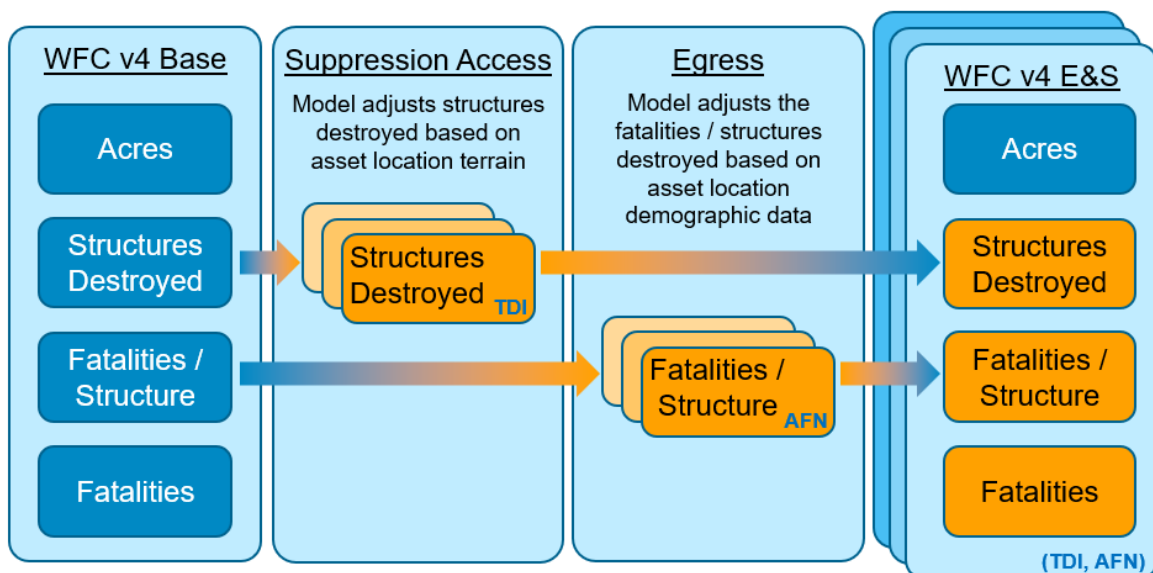 WFC v4 Base
Acres
Structures
Destroyed
Fatalities /
Structure
Fatalities
Suppression Access
Model adjusts structures
destroyed based on
asset location terrain
Structures
Destroyed
TDI
Egress
Model adjusts the
fatalities / structures
destroyed based on
asset location
demographic data
Fatalities /
Structure
AFN
WFC v4 E&S
Acres
Structures
Destroyed
Fatalities /
Structure
Fatalities
(TDI, AFN)